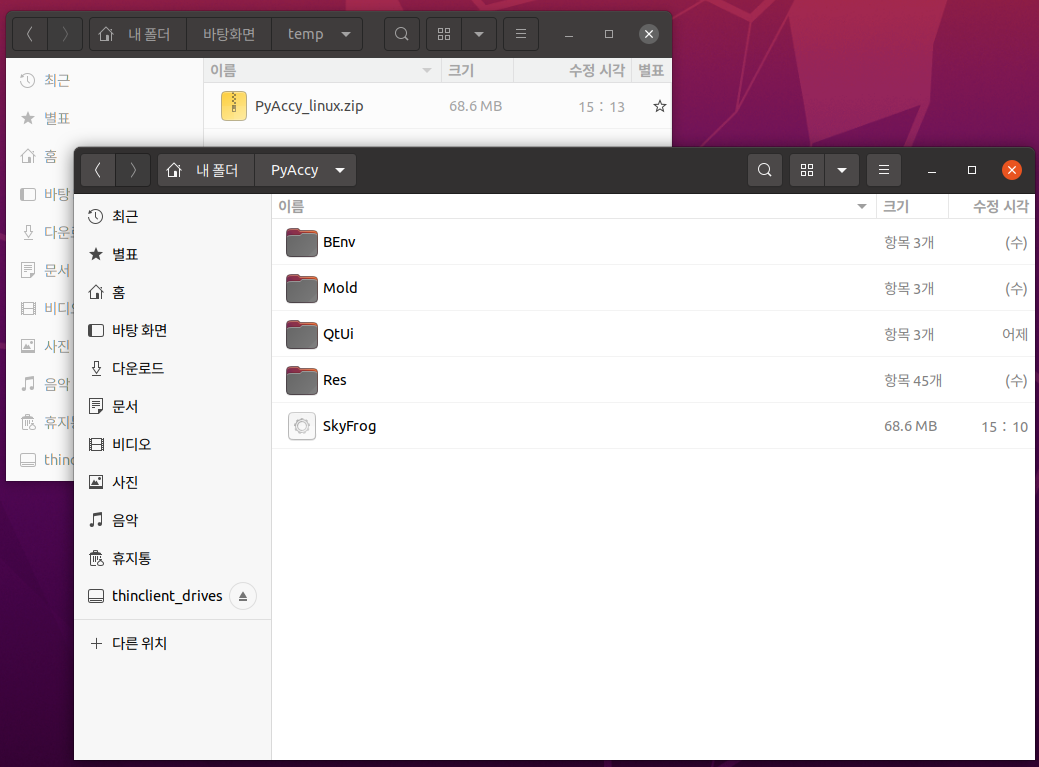 내 폴더 바탕화면 temp
최근
별표
홈
바탕
다운
문서
비디
사진
음악
휴지
thinc
이름 크기 수정 시각 별표
PyAccy_linux.zip 68.6 MB 15 : 13
내 폴더 PyAccy
최근
별표
홈
바탕 화면
다운로드
문서
비디오
사진
음악
휴지통
thinclient_drives
다른 위치
이름 크기 수정 시각
BEnv 항목 3개 (수)
Mold 항목 3개 (수)
QtUi 항목 3개 어제
Res 항목 45개 (수)
SkyFrog 68.6 MB 15 : 10